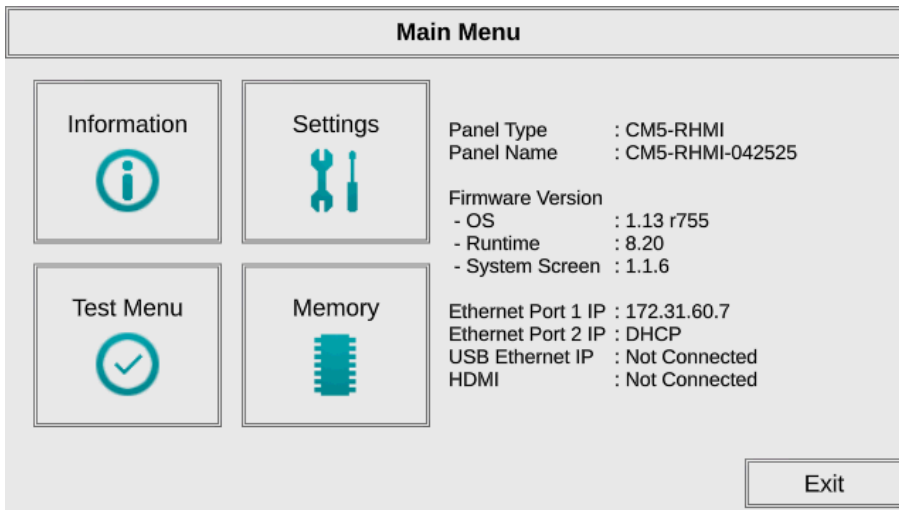 Main Menu
Information
Settings
Panel Type : CM5-RHMI
Panel Name : CM5-RHMI-042525
Firmware Version
- OS : 1.13 r755
- Runtime : 8.20
- System Screen : 1.1.6
Test Menu
Memory
Ethernet Port 1 IP : 172.31.60.7
Ethernet Port 2 IP : DHCP
USB Ethernet IP : Not Connected
HDMI : Not Connected
Exit